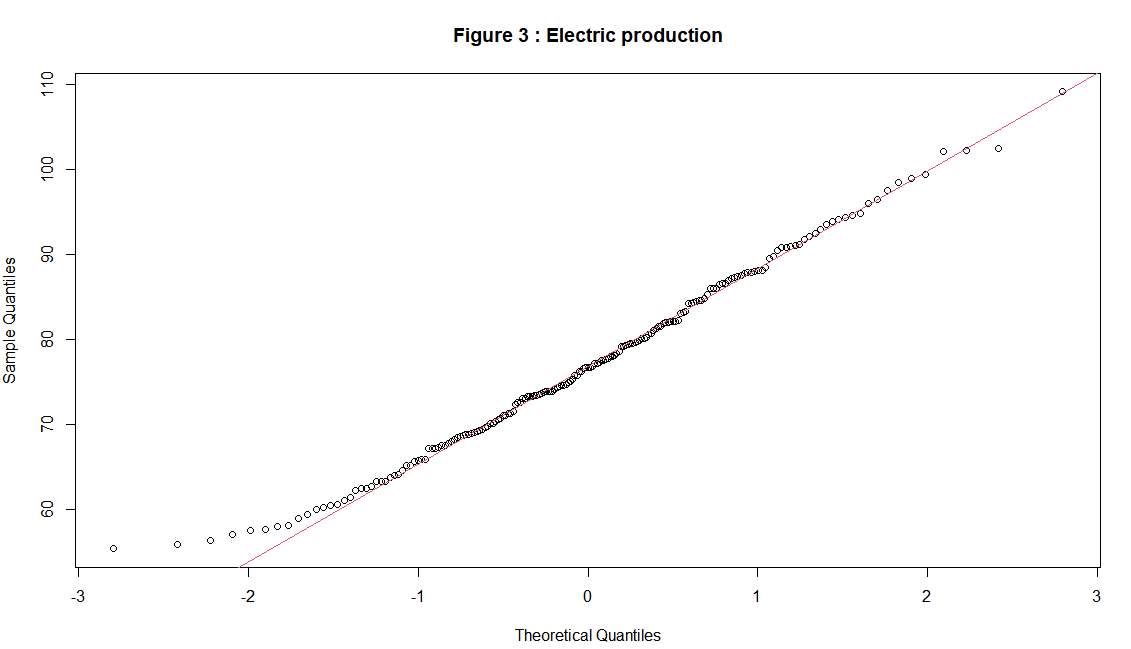 Figure 3 : Electric production
110
100
90
80
70
60
Sample Quantiles
-3 -2 -1 0 1 2 3
Theoretical Quantiles